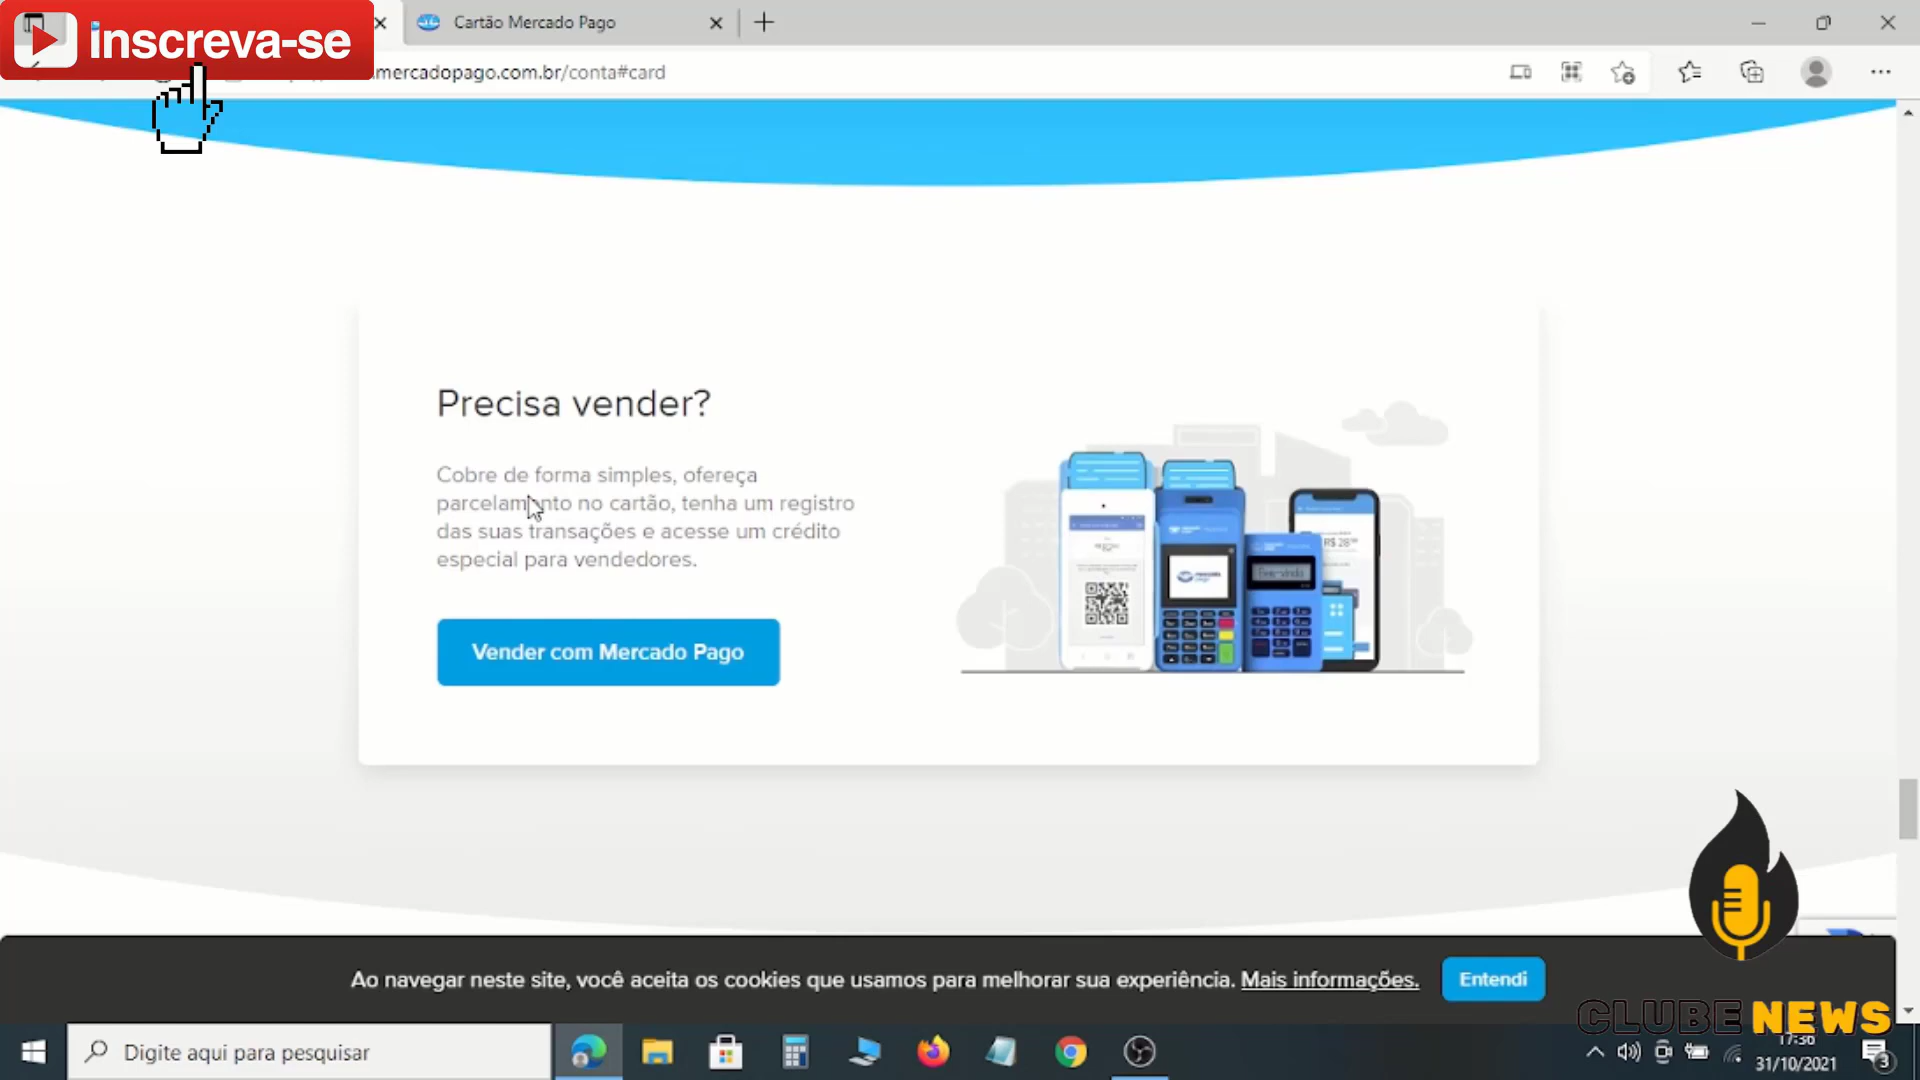 inscreva-se
Cartão Mercado Pago
mercadopago.com.br/conta#card
Precisa vender?
Cobre de forma simples, ofereça
parcelamento no cartão, tenha um registro
das suas transações e acesse um crédito
especial para vendedores.
Vender com Mercado Pago
Ao navegar neste site, você aceita os cookies que usamos para melhorar sua experiência. Mais informações.
Entendi
CLUBE NEWS
Digite aqui para pesquisar
17:36
31/10/2021
3